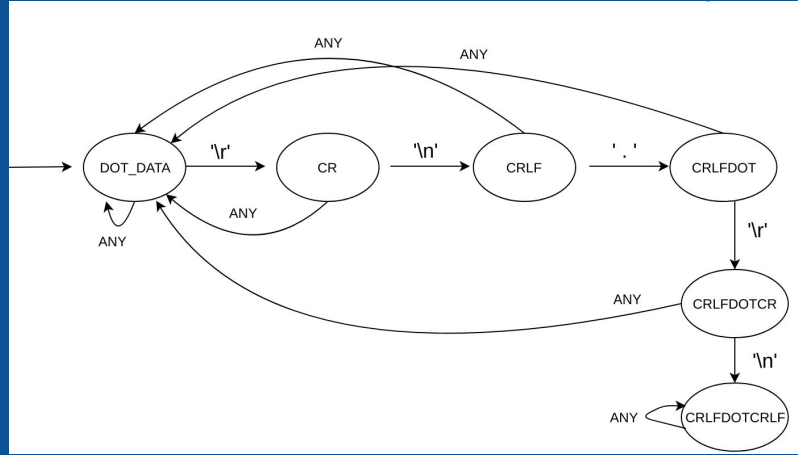 ANY
ANY
'\r'
'\n'
' . '
DOT_DATA
CR
CRLF
CRLFDOT
ANY
ANY
'\r'
ANY
CRLFDOTCR
'\n'
ANY
CRLFDOTCRLF